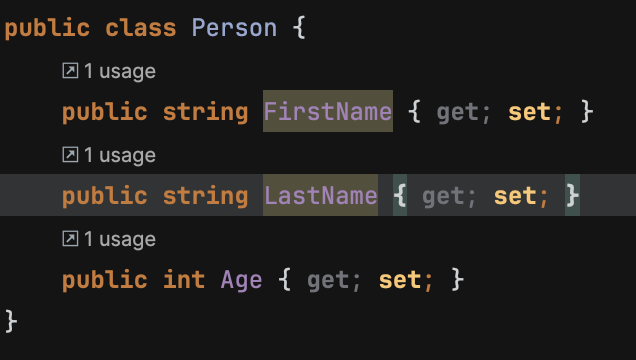 public class Person {
1 usage
public string FirstName { get; set; }
1 usage
public string LastName { get; set; }
1 usage
public int Age { get; set; }
}